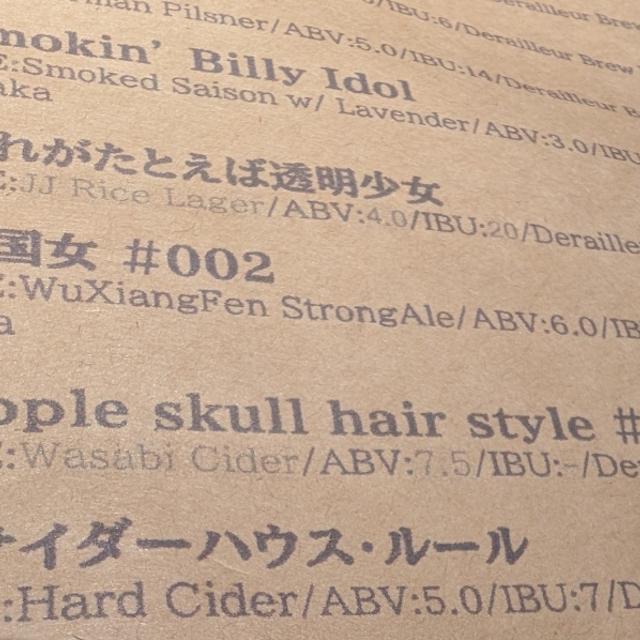 man Pilsner/ABV:5.0/IBU:6/Derailleur Brew
/IBU:14/Derailleur Brew
mokin' Billy Idol
E:Smoked Saison w/ Lavender/ABV:3.0/IBU
aka
れがたとえば透明少女
E:JJ Rice Lager/ABV:4.0/IBU:20/Deraille
国女 #002
E:WuXiangFen StrongAle/ABV:6.0/IB
a
pple skull hair style #
E:Wasabi Cider/ABV:7.5/IBU:-/De
サイダーハウス・ルール
E:Hard Cider/ABV:5.0/IBU:7/D